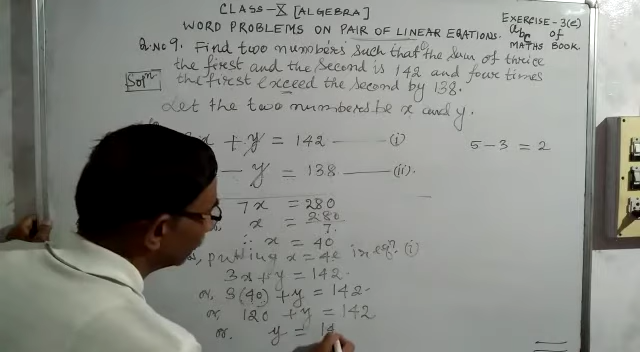 CLASS-X [ALGEBRA]
WORD PROBLEMS ON PAIR OF LINEAR EQATIONS.
EXERCISE-3(E)
abc of
MATHS BOOK.
Q.No 9. Find two numbers such that the sum of thrice
the first and the second is 142 and four times
the first exceed the second by 138.
Soln
Let the two numbers be x and y.
x + y = 142 —— (i)
5-3 = 2
— y = 138 —— (ii).
7x = 280
x = 280/7.
∴ x = 40
putting x = 40 in eqn. (i)
3x+y = 142.
or, 3(40) + y = 142.
or, 120 + y = 142
or, y = 14